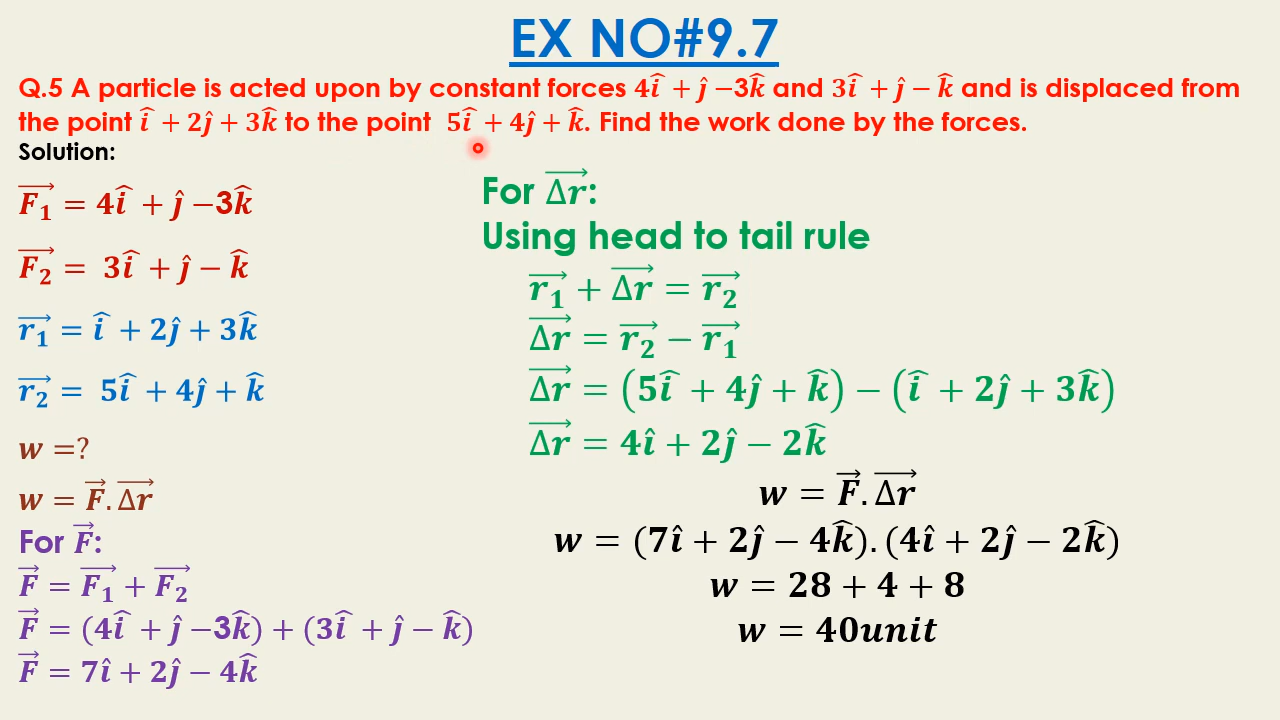 EX NO#9.7
Q.5 A particle is acted upon by constant forces 4î + ĵ −3k̂ and 3î + ĵ − k̂ and is displaced from
the point î + 2ĵ + 3k̂ to the point 5î + 4ĵ + k̂. Find the work done by the forces.
Solution:
F₁⃗ = 4î + ĵ −3k̂
F₂⃗ = 3î + ĵ − k̂
r₁⃗ = î + 2ĵ + 3k̂
r₂⃗ = 5î + 4ĵ + k̂
w =?
w = F⃗. Δr⃗
For F⃗:
F⃗ = F₁⃗ + F₂⃗
F⃗ = (4î + ĵ −3k̂) + (3î + ĵ − k̂)
F⃗ = 7î + 2ĵ − 4k̂
For Δr⃗:
Using head to tail rule
r₁⃗ + Δr⃗ = r₂⃗
Δr⃗ = r₂⃗ − r₁⃗
Δr⃗ = (5î + 4ĵ + k̂) − (î + 2ĵ + 3k̂)
Δr⃗ = 4î + 2ĵ − 2k̂
w = F⃗. Δr⃗
w = (7î + 2ĵ − 4k̂). (4î + 2ĵ − 2k̂)
w = 28 + 4 + 8
w = 40unit